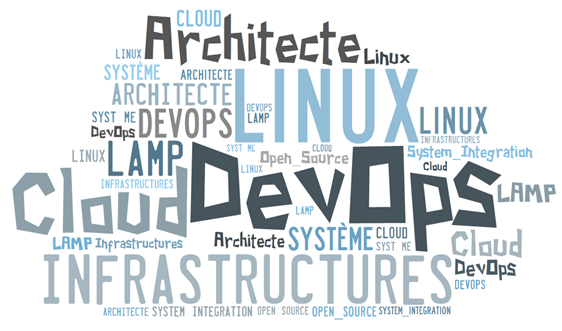 CLOUD
Architecte
LINUX
Linux
SYSTÈME
ARCHITECTE
LINUX
ARCHITECTE
DEVOPS
LAMP
SYST ME
DevOps
DEVOPS
LINUX
INFRASTRUCTURES
LINUX
LAMP
SYST ME
CLOUD
Open_Source
System_Integration
Cloud
LINUX
INFRASTRUCTURES
Cloud
DevOps
LAMP
LAMP
LAMP
Infrastructures
Architecte
SYSTÈME
CLOUD
SYST ME
Cloud
INFRASTRUCTURES
DevOps
DEVOPS
ARCHITECTE
SYSTEM INTEGRATION
OPEN SOURCE
OPEN_SOURCE
SYSTEM_INTEGRATION